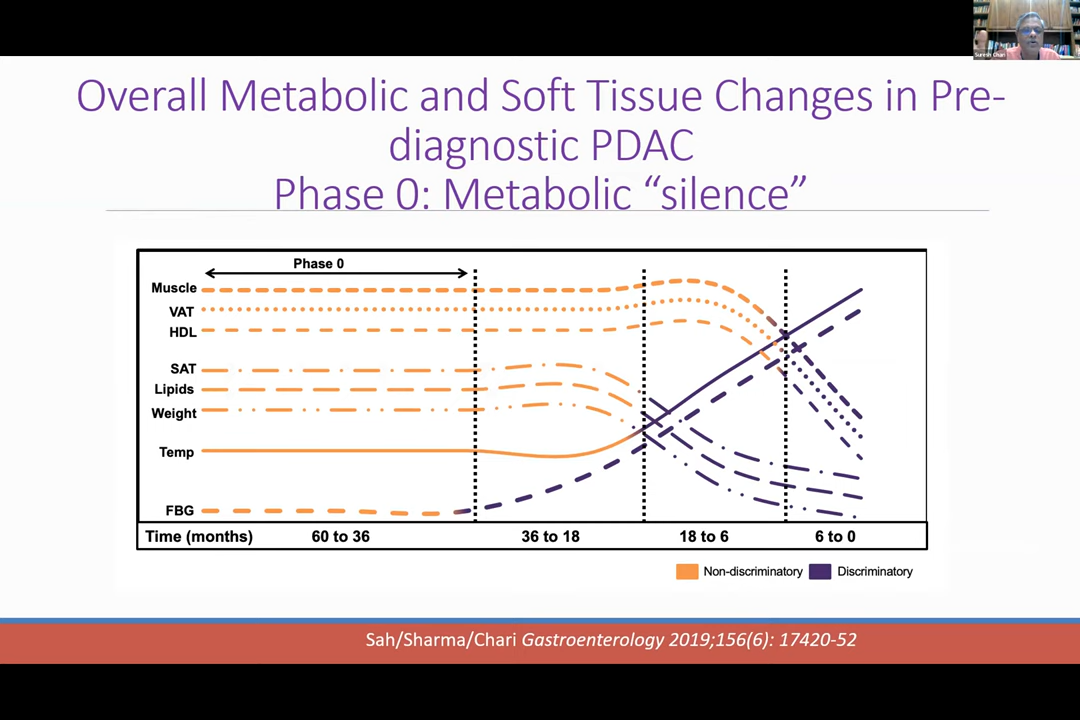 Suresh Chari
Overall Metabolic and Soft Tissue Changes in Pre-
diagnostic PDAC
Phase 0: Metabolic “silence”
Phase 0
Muscle
VAT
HDL
SAT
Lipids
Weight
Temp
FBG
Time (months) 60 to 36 36 to 18 18 to 6 6 to 0
Non-discriminatory Discriminatory
Sah/Sharma/Chari Gastroenterology 2019;156(6): 17420-52